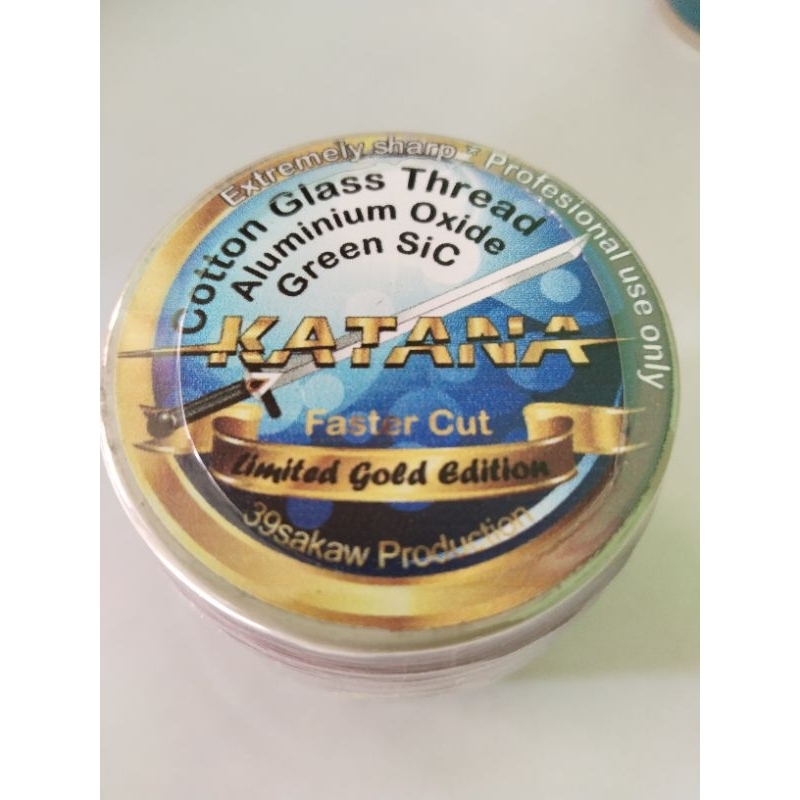 Extremely sharp * Profesional use only
Cotton Glass Thread
Aluminium Oxide
Green SiC
KATANA
Faster Cut
Limited Gold Edition
39sakaw Production